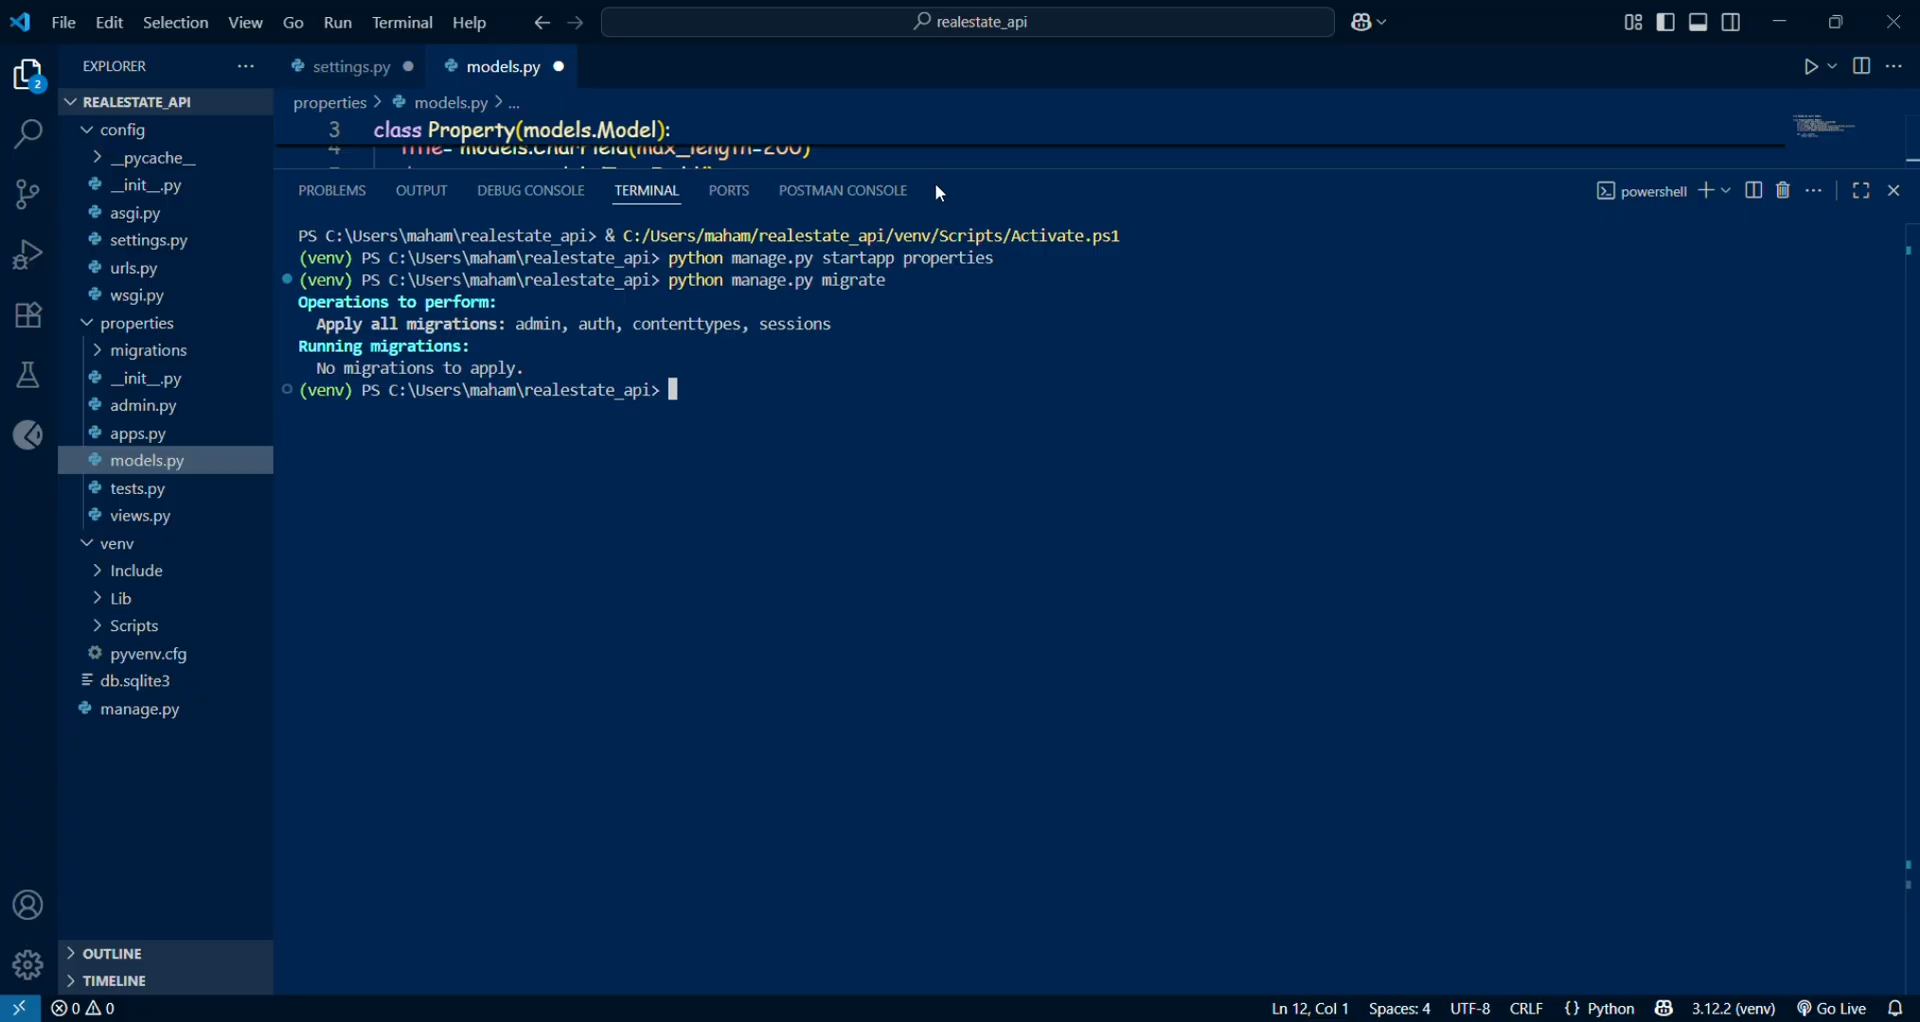 File Edit Selection View Go Run Terminal Help
realestate_api
EXPLORER
settings.py
models.py
2
REALESTATE_API
properties > models.py > ...
config
3 class Property(models.Model):
4 Title= models.CharField(max_length=200)
__pycache__
__init__.py
PROBLEMS OUTPUT DEBUG CONSOLE TERMINAL PORTS POSTMAN CONSOLE
powershell
asgi.py
settings.py
urls.py
wsgi.py
properties
migrations
__init__.py
admin.py
apps.py
models.py
tests.py
views.py
venv
Include
Lib
Scripts
pyvenv.cfg
db.sqlite3
manage.py
PS C:\Users\maham\realestate_api> & C:/Users/maham/realestate_api/venv/Scripts/Activate.ps1
(venv) PS C:\Users\maham\realestate_api> python manage.py startapp properties
(venv) PS C:\Users\maham\realestate_api> python manage.py migrate
Operations to perform:
Apply all migrations: admin, auth, contenttypes, sessions
Running migrations:
No migrations to apply.
(venv) PS C:\Users\maham\realestate_api>
OUTLINE
TIMELINE
0 0
Ln 12, Col 1 Spaces: 4 UTF-8 CRLF {} Python 3.12.2 (venv) Go Live